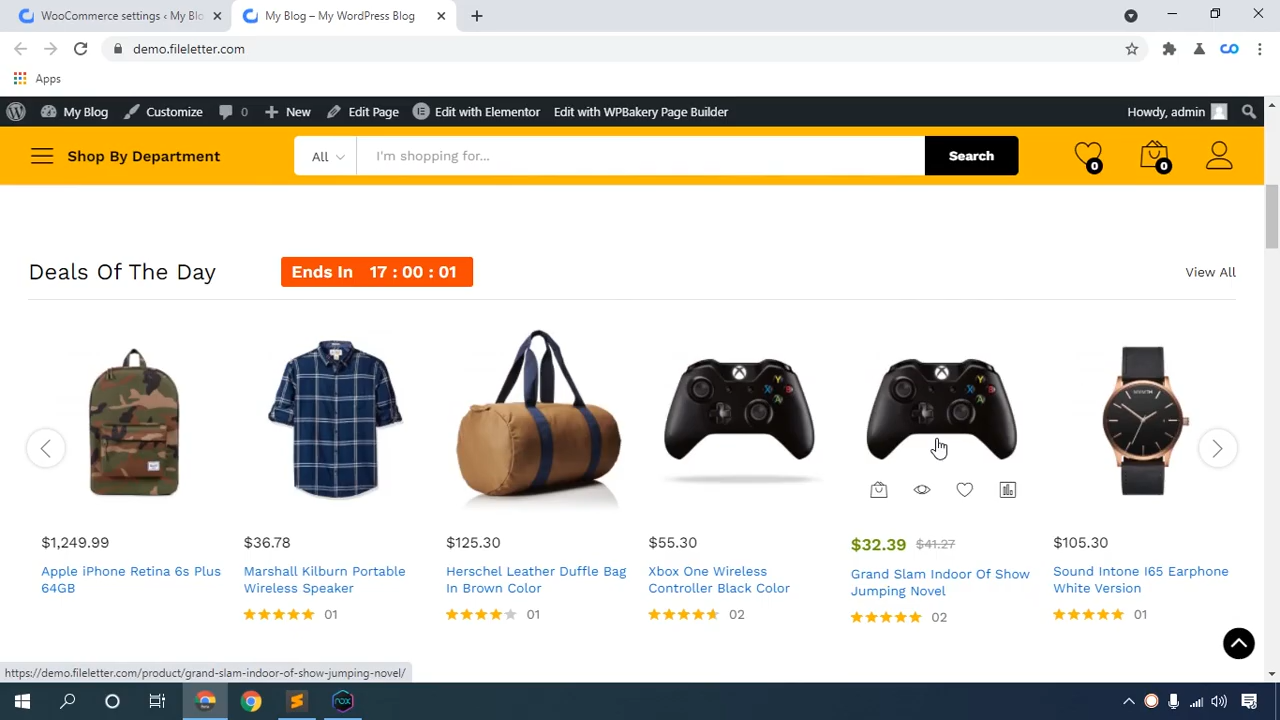 WooCommerce settings ‹ My Blo
My Blog – My WordPress Blog
demo.fileletter.com
Apps
My Blog
Customize
0
New
Edit Page
Edit with Elementor
Edit with WPBakery Page Builder
Howdy, admin
Shop By Department
All
I'm shopping for...
Search
0
0
Deals Of The Day
Ends In 17 : 00 : 01
View All
$1,249.99
Apple iPhone Retina 6s Plus
64GB
$36.78
Marshall Kilburn Portable
Wireless Speaker
01
$125.30
Herschel Leather Duffle Bag
In Brown Color
01
$55.30
Xbox One Wireless
Controller Black Color
02
$32.39 $41.27
Grand Slam Indoor Of Show
Jumping Novel
02
$105.30
Sound Intone I65 Earphone
White Version
01
https://demo.fileletter.com/product/grand-slam-indoor-of-show-jumping-novel/